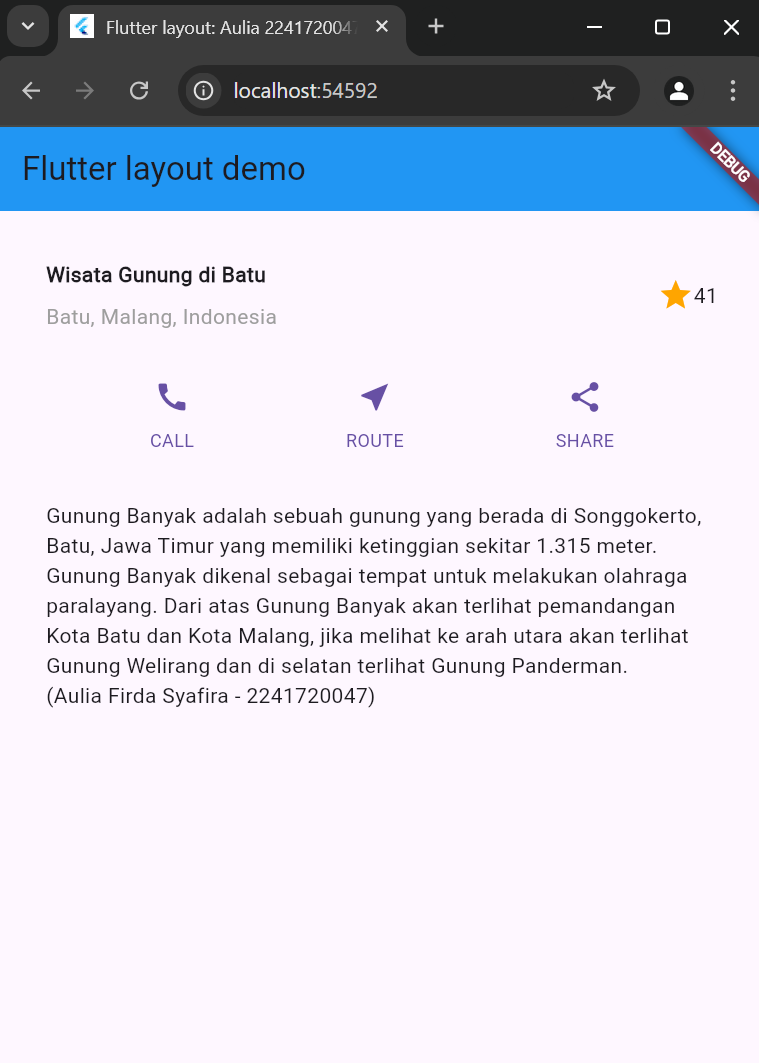 Flutter layout: Aulia 2241720047
localhost:54592
Flutter layout demo
DEBUG
Wisata Gunung di Batu
Batu, Malang, Indonesia
41
CALL ROUTE SHARE
Gunung Banyak adalah sebuah gunung yang berada di Songgokerto,
Batu, Jawa Timur yang memiliki ketinggian sekitar 1.315 meter.
Gunung Banyak dikenal sebagai tempat untuk melakukan olahraga
paralayang. Dari atas Gunung Banyak akan terlihat pemandangan
Kota Batu dan Kota Malang, jika melihat ke arah utara akan terlihat
Gunung Welirang dan di selatan terlihat Gunung Panderman.
(Aulia Firda Syafira - 2241720047)